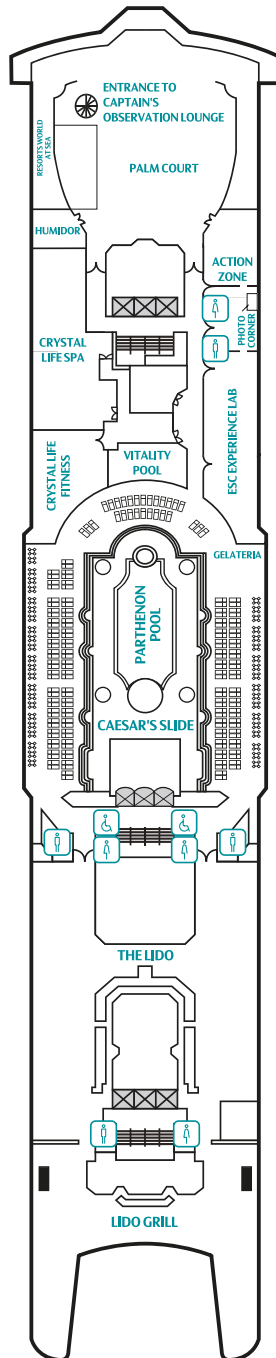 ENTRANCE TO
CAPTAIN'S
OBSERVATION LOUNGE
RESORTS WORLD
AT SEA
PALM COURT
HUMIDOR
ACTION
ZONE
PHOTO
CORNER
CRYSTAL
LIFE SPA
ESC EXPERIENCE LAB
CRYSTAL LIFE
FITNESS
VITALITY
POOL
GELATERIA
PARTHENON
POOL
CAESAR'S SLIDE
THE LIDO
LIDO GRILL